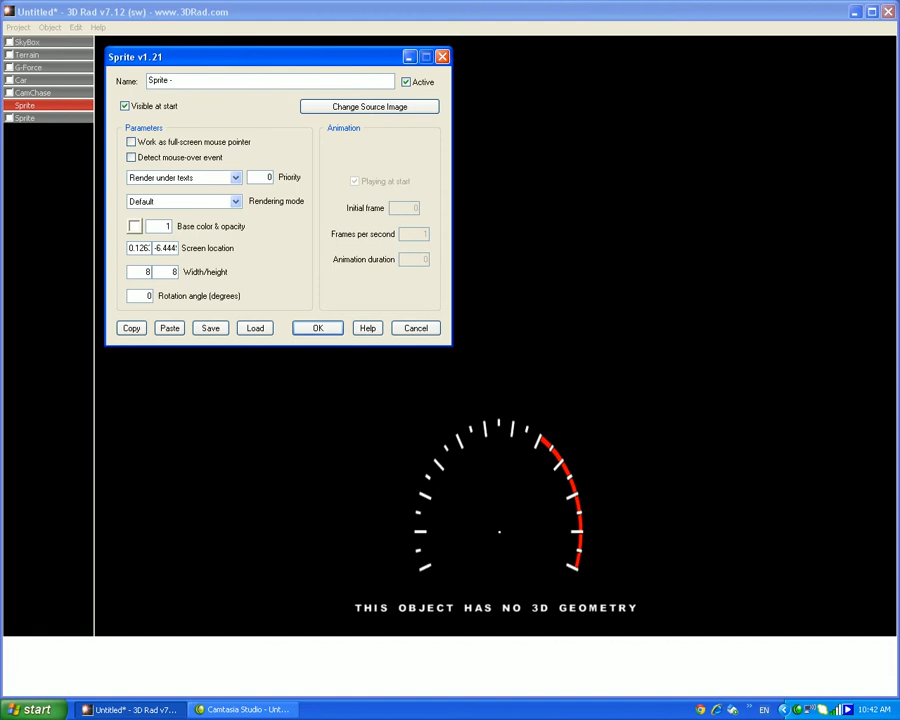 Untitled* - 3D Rad v7.12 (sw) - www.3DRad.com
Project Object Edit Help
SkyBox
Terrain
G-Force
Car
CamChase
Sprite
Sprite
Sprite v1.21
Name: Sprite - Active
Visible at start Change Source Image
Parameters Animation
Work as full-screen mouse pointer
Detect mouse-over event
Render under texts 0 Priority Playing at start
Default Rendering mode Initial frame 0
1 Base color & opacity Frames per second 1
Screen location Animation duration 0
8 8 Width/height
0 Rotation angle (degrees)
Copy Paste Save Load OK Help Cancel
THIS OBJECT HAS NO 3D GEOMETRY
start Untitled* - 3D Rad v7... Camtasia Studio - Unt... EN 10:42 AM